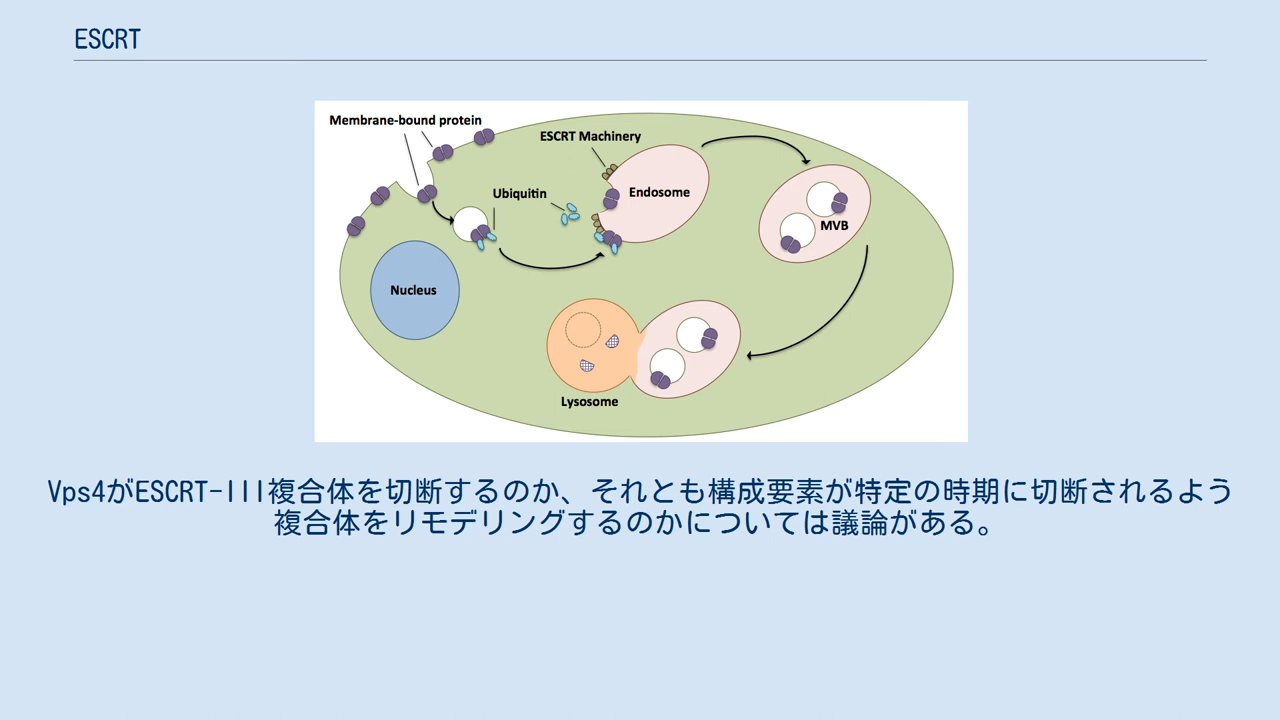 ESCRT
Membrane-bound protein
ESCRT Machinery
Ubiquitin
Endosome
MVB
Nucleus
Lysosome
Vps4がESCRT-III複合体を切断するのか、それとも構成要素が特定の時期に切断されるよう
複合体をリモデリングするのかについては議論がある。